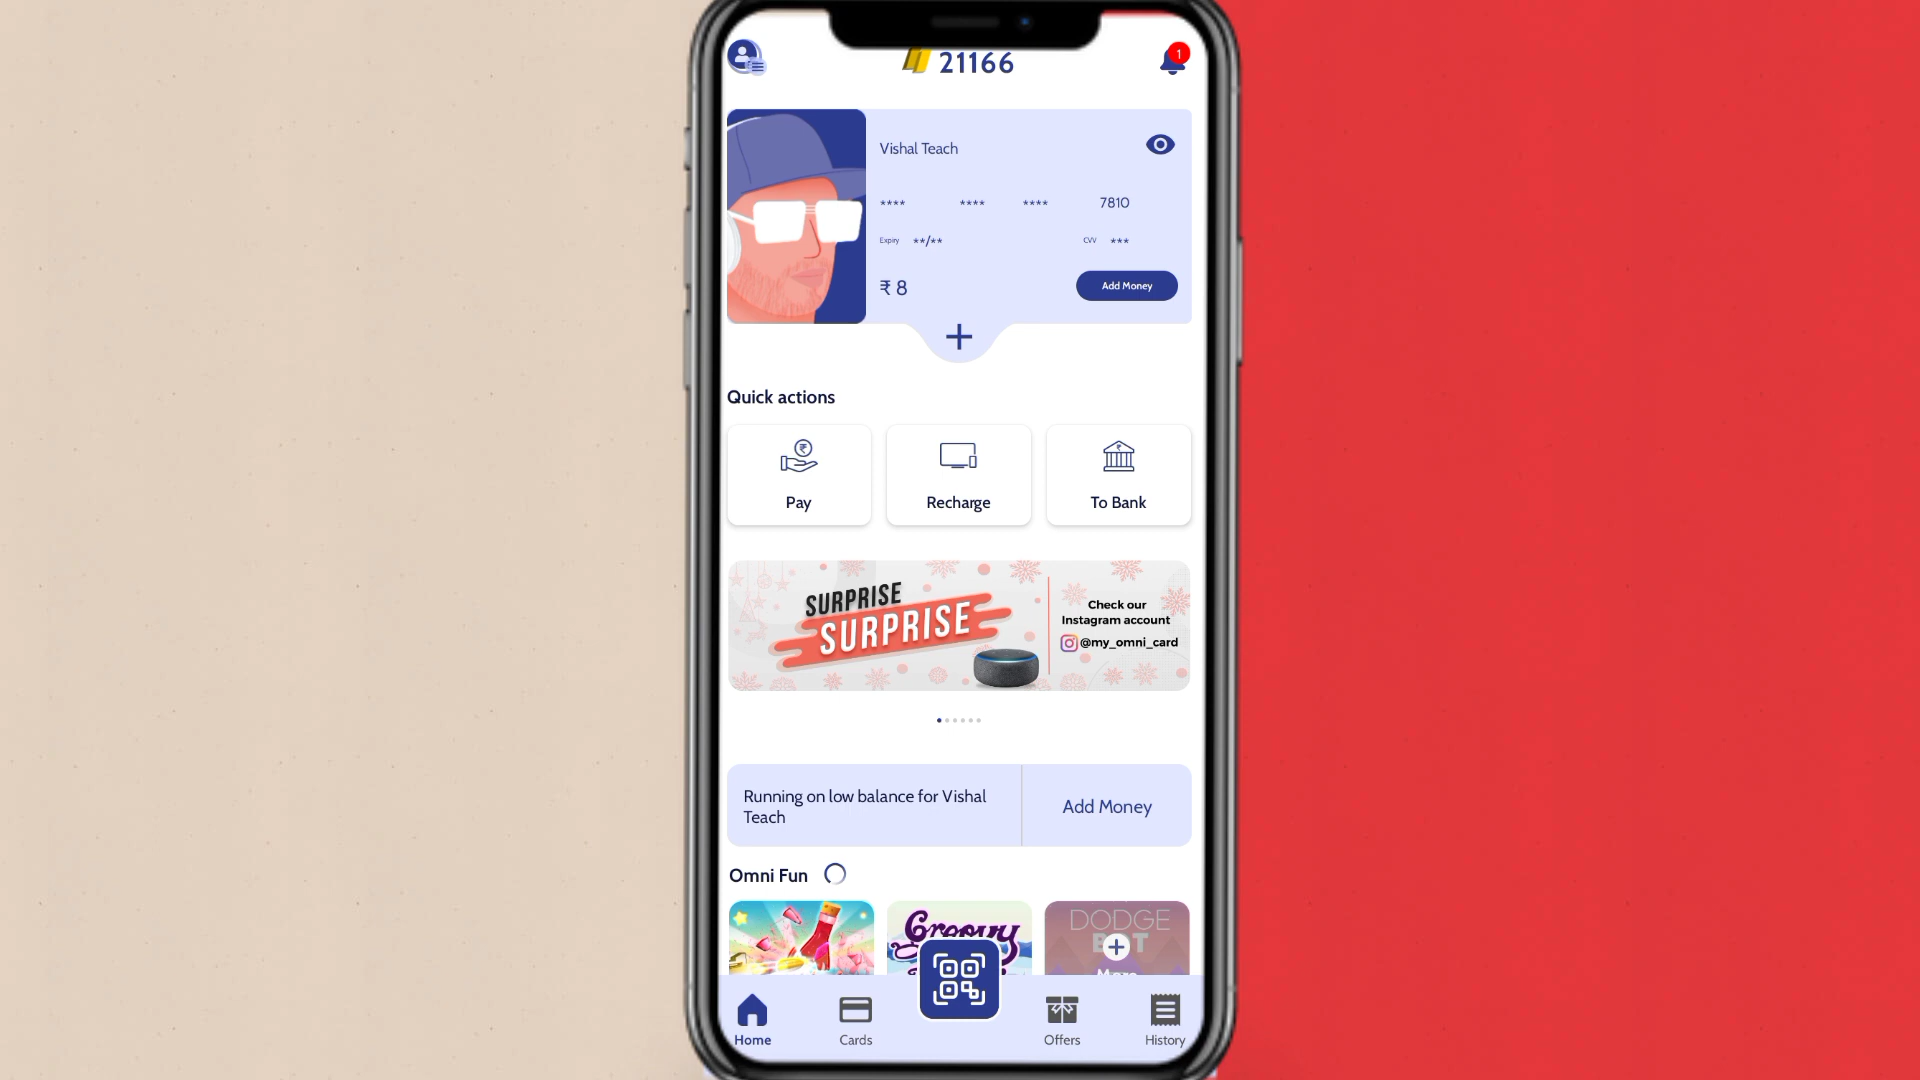 21166
1
Vishal Teach
**** **** **** 7810
Expiry **/** CVV ***
₹ 8
Add Money
+
Quick actions
Pay
Recharge
To Bank
SURPRISE
SURPRISE
Check our
Instagram account
@my_omni_card
Running on low balance for Vishal
Teach
Add Money
Omni Fun
Groovy
DODGE
BOT
+
More
Home
Cards
Offers
History